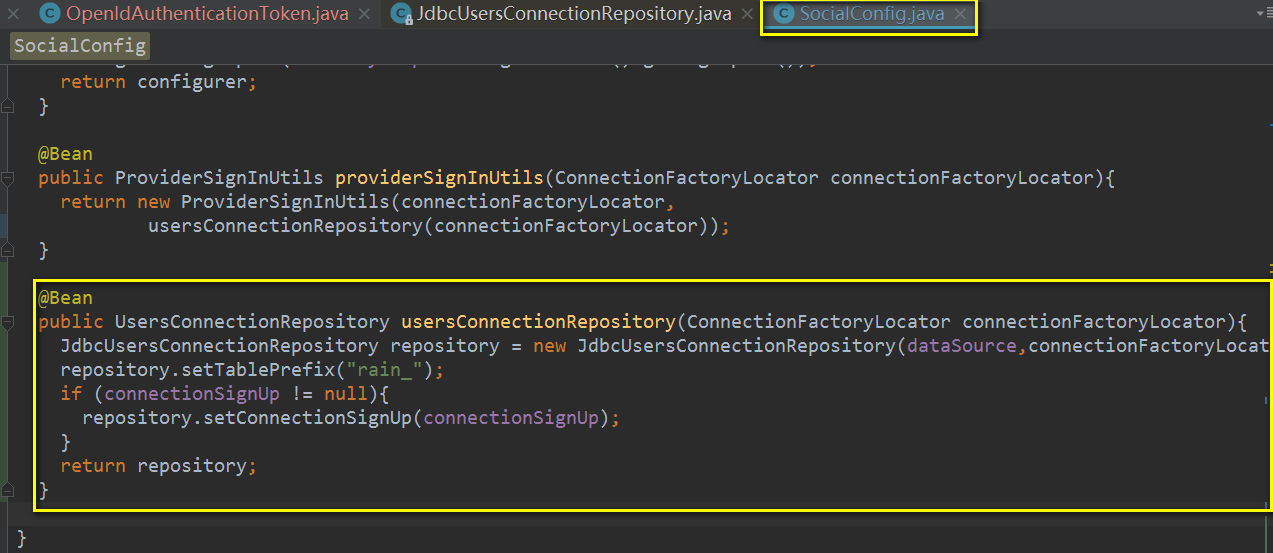 OpenIdAuthenticationToken.java JdbcUsersConnectionRepository.java SocialConfig.java
SocialConfig
return configurer;
}
@Bean
public ProviderSignInUtils providerSignInUtils(ConnectionFactoryLocator connectionFactoryLocator){
return new ProviderSignInUtils(connectionFactoryLocator,
usersConnectionRepository(connectionFactoryLocator));
}
@Bean
public UsersConnectionRepository usersConnectionRepository(ConnectionFactoryLocator connectionFactoryLocator){
JdbcUsersConnectionRepository repository = new JdbcUsersConnectionRepository(dataSource,connectionFactoryLocat
repository.setTablePrefix("rain_");
if (connectionSignUp != null){
repository.setConnectionSignUp(connectionSignUp);
}
return repository;
}
}